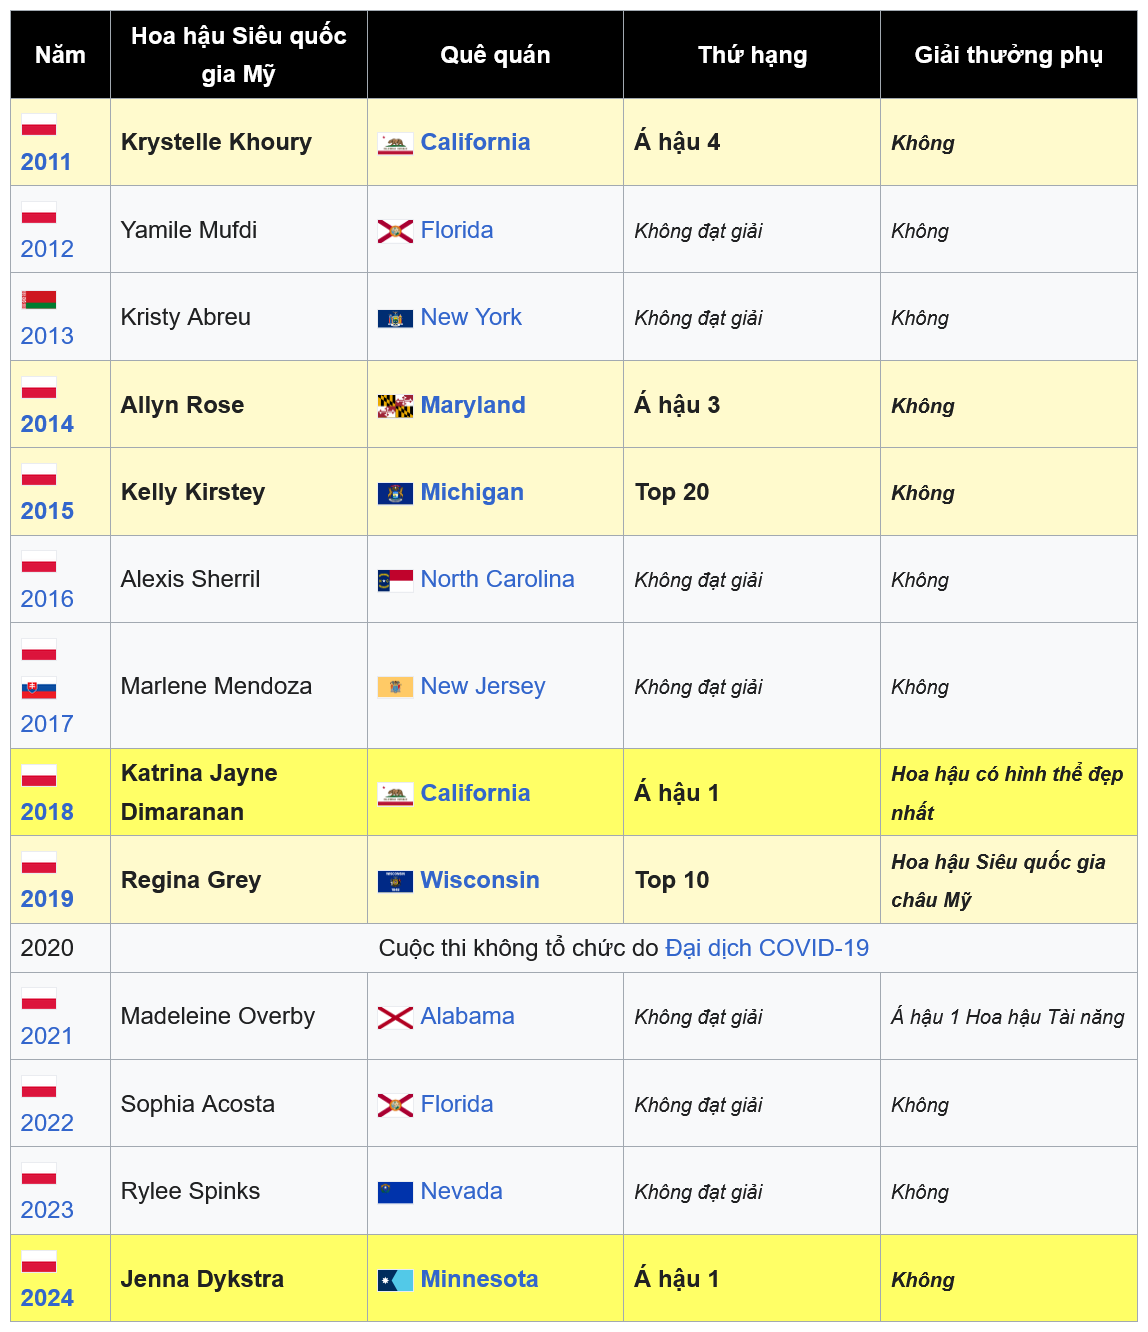 Năm Hoa hậu Siêu quốc gia Mỹ Quê quán Thứ hạng Giải thưởng phụ
2011 Krystelle Khoury California Á hậu 4 Không
2012 Yamile Mufdi Florida Không đạt giải Không
2013 Kristy Abreu New York Không đạt giải Không
2014 Allyn Rose Maryland Á hậu 3 Không
2015 Kelly Kirstey Michigan Top 20 Không
2016 Alexis Sherril North Carolina Không đạt giải Không
2017 Marlene Mendoza New Jersey Không đạt giải Không
2018 Katrina Jayne Dimaranan California Á hậu 1 Hoa hậu có hình thể đẹp nhất
2019 Regina Grey Wisconsin Top 10 Hoa hậu Siêu quốc gia châu Mỹ
2020 Cuộc thi không tổ chức do Đại dịch COVID-19
2021 Madeleine Overby Alabama Không đạt giải Á hậu 1 Hoa hậu Tài năng
2022 Sophia Acosta Florida Không đạt giải Không
2023 Rylee Spinks Nevada Không đạt giải Không
2024 Jenna Dykstra Minnesota Á hậu 1 Không